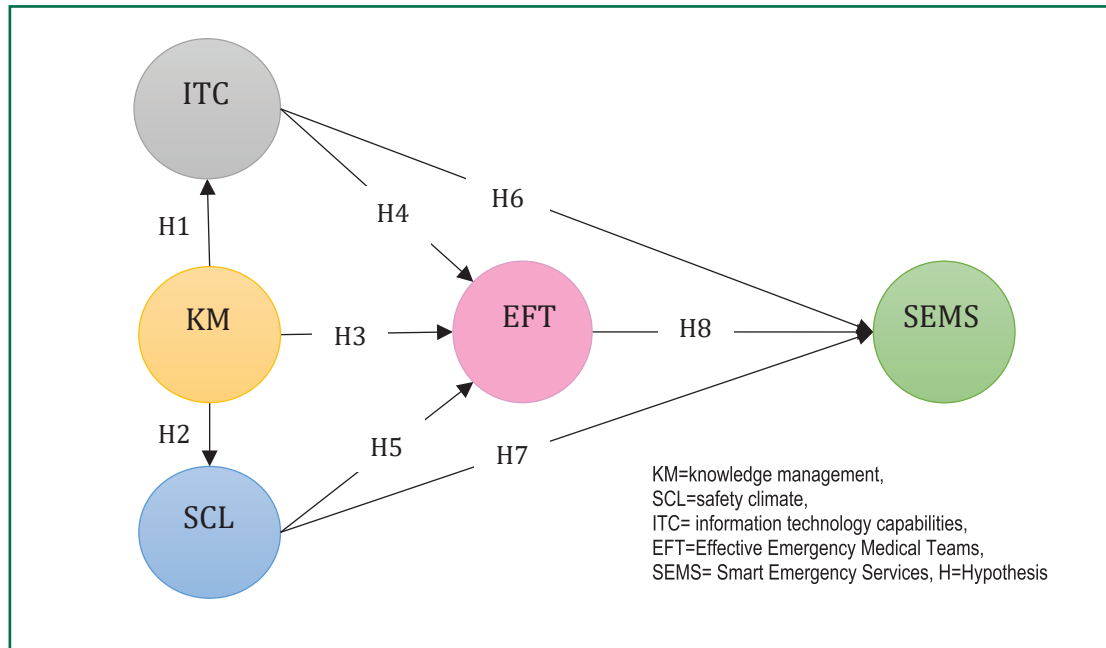 ITC
H6
H4
H1
KM
H3
EFT
H8
SEMS
H2
H5
H7
SCL
KM=knowledge management,
SCL=safety climate,
ITC= information technology capabilities,
EFT=Effective Emergency Medical Teams,
SEMS= Smart Emergency Services, H=Hypothesis